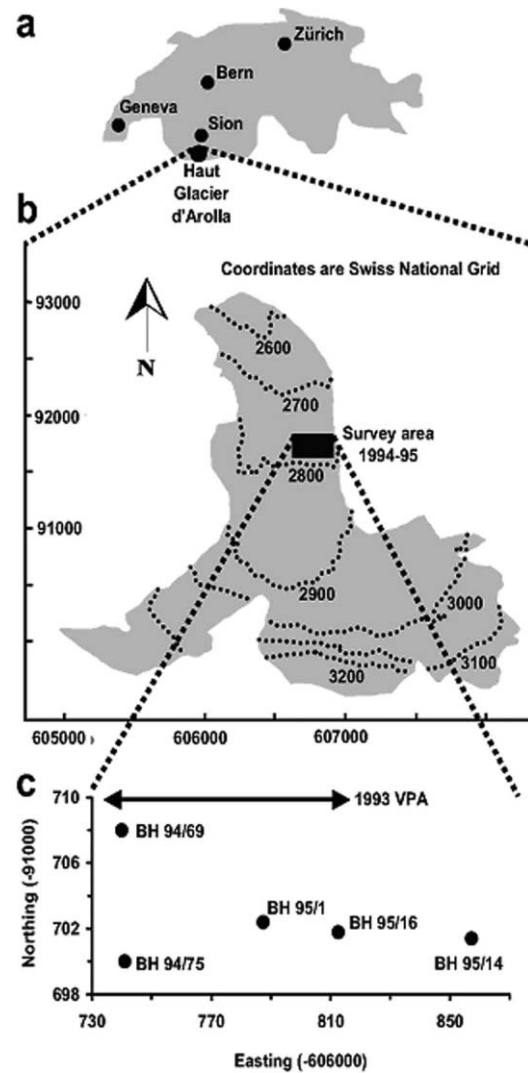 a
Zürich
Bern
Geneva
Sion
Haut
Glacier
d'Arolla
b
Coordinates are Swiss National Grid
93000
N
2600
2700
92000
Survey area
1994-95
2800
91000
2900
3000
3100
3200
605000
606000
607000
c
710
1993 VPA
BH 94/69
706
Northing (-91000)
BH 95/1
702
BH 95/16
BH 94/75
BH 95/14
698
730
770
810
850
Easting (-606000)